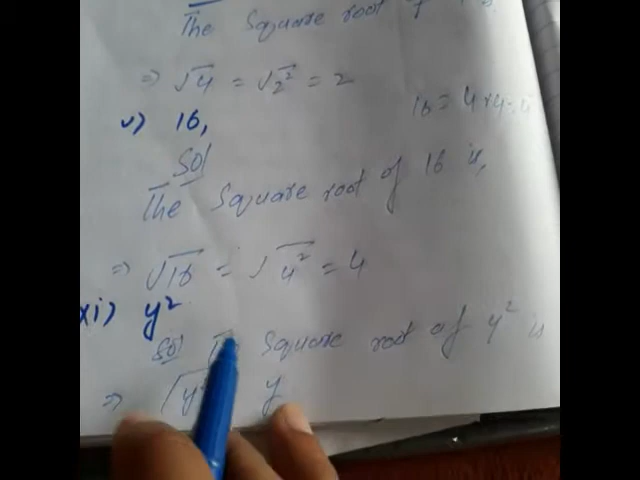 The Square root of
⇒ √4 = √2² = 2
v) 16, 16 = 4×4
Sol
The Square root of 16 is,
⇒ √16 = √4² = 4
xi) y²
Sol Square root of y² is
⇒ √y y